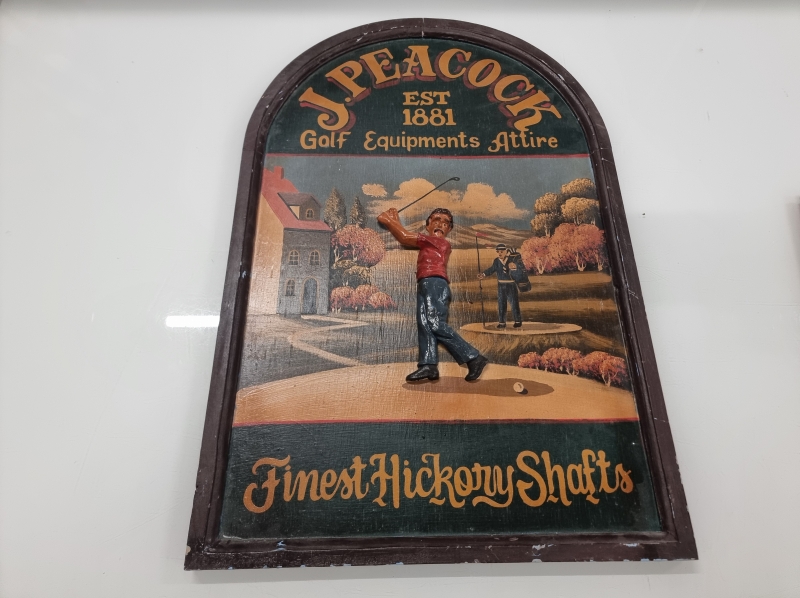 J. PEACOCK
EST
1881
Golf Equipments Attire
Finest Hickory Shafts